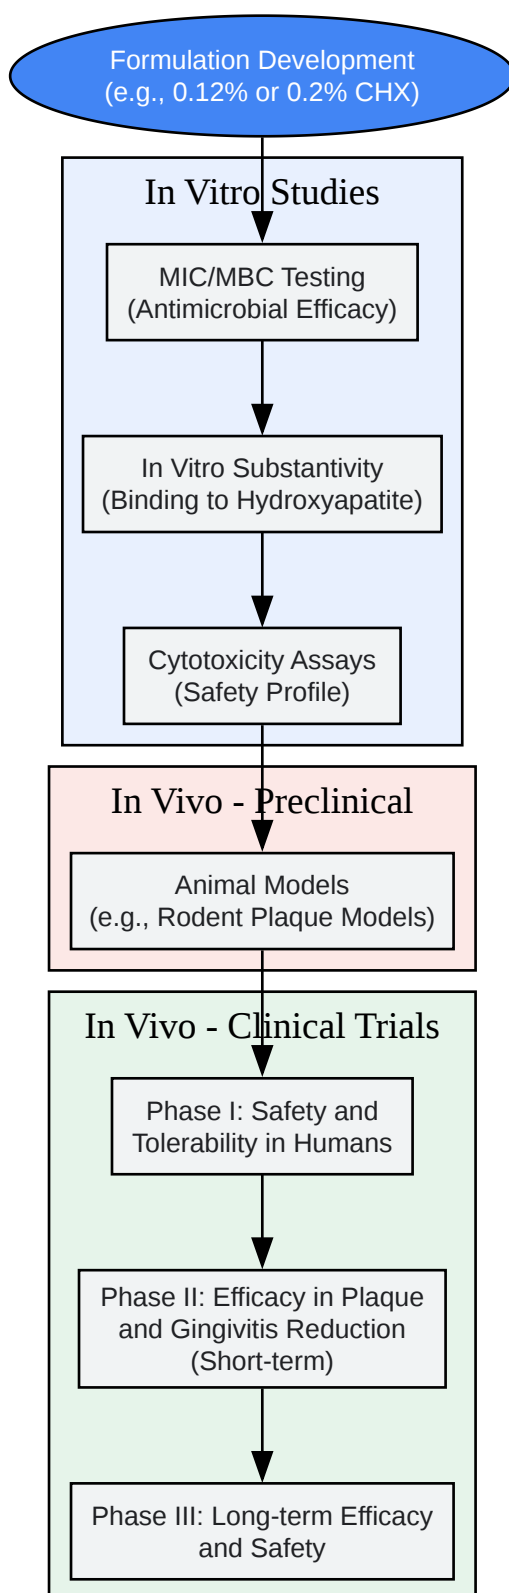 Formulation Development
(e.g., 0.12% or 0.2% CHX)
In Vitro Studies
MIC/MBC Testing
(Antimicrobial Efficacy)
In Vitro Substantivity
(Binding to Hydroxyapatite)
Cytotoxicity Assays
(Safety Profile)
In Vivo - Preclinical
Animal Models
(e.g., Rodent Plaque Models)
In Vivo - Clinical Trials
Phase I: Safety and
Tolerability in Humans
Phase II: Efficacy in Plaque
and Gingivitis Reduction
(Short-term)
Phase III: Long-term Efficacy
and Safety